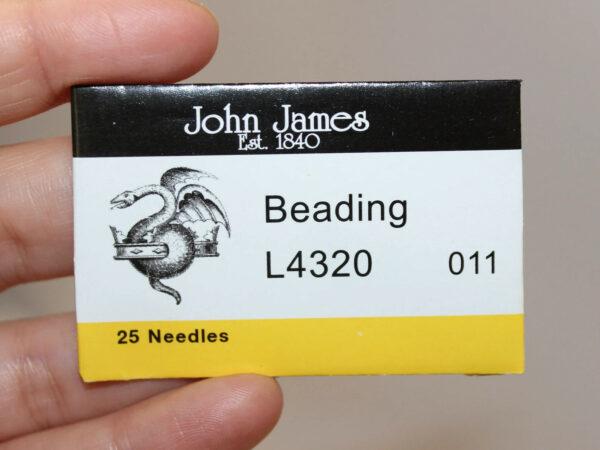 John James
Est. 1840
Beading
L4320 011
25 Needles